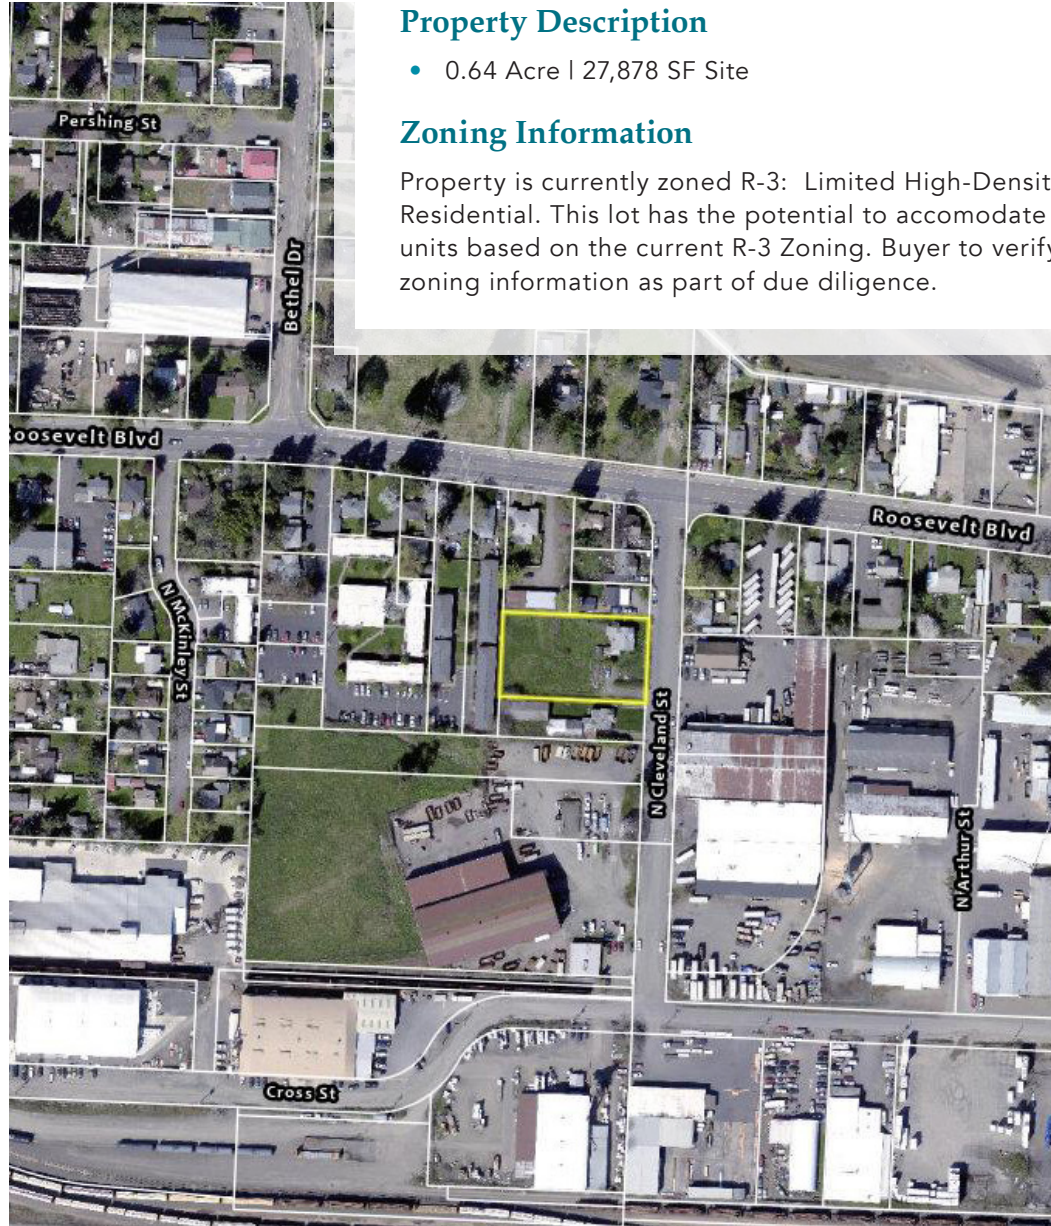 Property Description
• 0.64 Acre | 27,878 SF Site
Zoning Information
Property is currently zoned R-3: Limited High-Densit
Residential. This lot has the potential to accomodate
units based on the current R-3 Zoning. Buyer to verify
zoning information as part of due diligence.
Pershing St
Bethel Dr
oosevelt Blvd
Roosevelt Blvd
N McKinley St
N Cleveland St
N Arthur St
Cross St